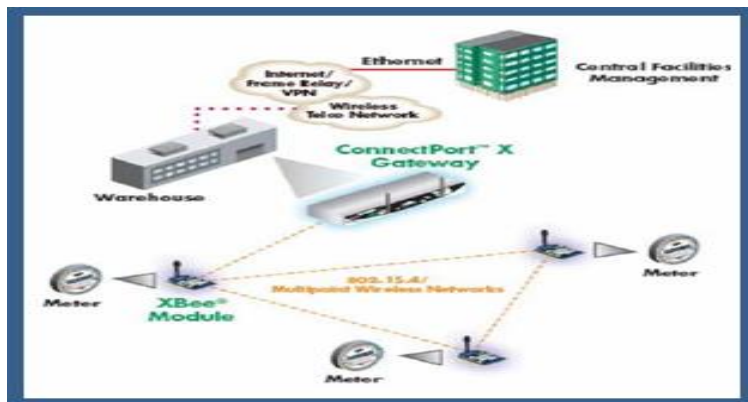 Ethernet
Internet/
Frame Relay/
VPN
Central Facilities
Management
Wireless
Telco Network
ConnectPort™ X
Gateway
Warehouse
Meter
XBee®
Module
802.15.4/
Multipoint Wireless Networks
Meter
Meter